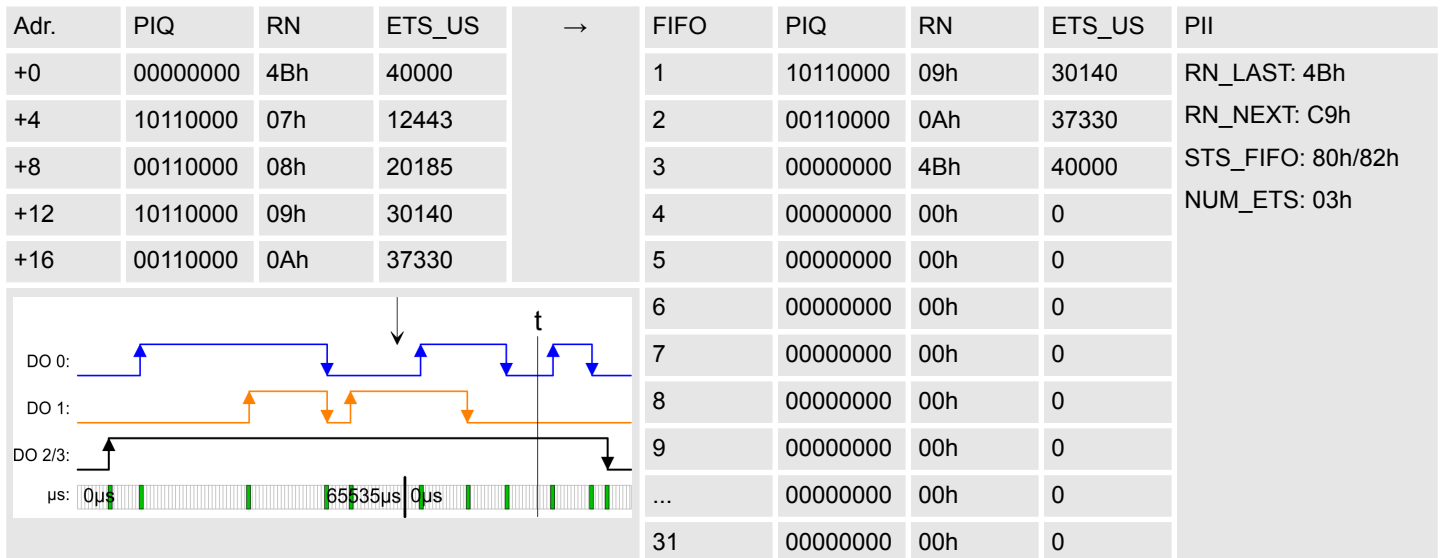 Adr. PIQ RN ETS_US → FIFO PIQ RN ETS_US PII
+0 00000000 4Bh 40000 1 10110000 09h 30140 RN_LAST: 4Bh
+4 10110000 07h 12443 2 00110000 0Ah 37330 RN_NEXT: C9h
+8 00110000 08h 20185 3 00000000 4Bh 40000 STS_FIFO: 80h/82h
+12 10110000 09h 30140 4 00000000 00h 0 NUM_ETS: 03h
+16 00110000 0Ah 37330 5 00000000 00h 0
6 00000000 00h 0
7 00000000 00h 0
8 00000000 00h 0
9 00000000 00h 0
... 00000000 00h 0
31 00000000 00h 0
t
DO 0:
DO 1:
DO 2/3:
µs: 0µs 65535µs 0µs